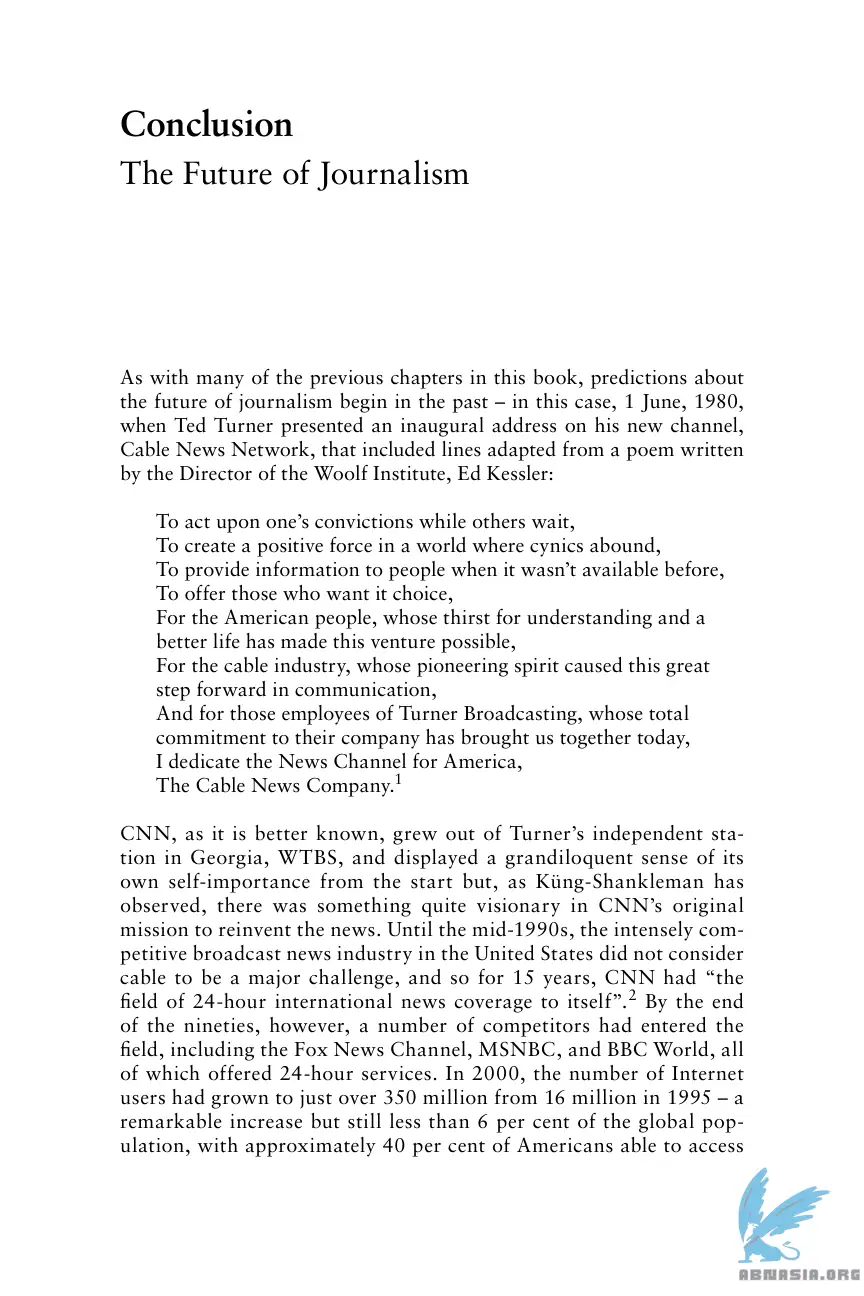 Conclusion
The Future of Journalism
As with many of the previous chapters in this book, predictions about
the future of journalism begin in the past – in this case, 1 June, 1980,
when Ted Turner presented an inaugural address on his new channel,
Cable News Network, that included lines adapted from a poem written
by the Director of the Woolf Institute, Ed Kessler:
To act upon one’s convictions while others wait,
To create a positive force in a world where cynics abound,
To provide information to people when it wasn’t available before,
To offer those who want it choice,
For the American people, whose thirst for understanding and a
better life has made this venture possible,
For the cable industry, whose pioneering spirit caused this great
step forward in communication,
And for those employees of Turner Broadcasting, whose total
commitment to their company has brought us together today,
I dedicate the News Channel for America,
The Cable News Company.1
CNN, as it is better known, grew out of Turner’s independent sta-
tion in Georgia, WTBS, and displayed a grandiloquent sense of its
own self-importance from the start but, as Küng-Shankleman has
observed, there was something quite visionary in CNN’s original
mission to reinvent the news. Until the mid-1990s, the intensely com-
petitive broadcast news industry in the United States did not consider
cable to be a major challenge, and so for 15 years, CNN had “the
field of 24-hour international news coverage to itself”.2 By the end
of the nineties, however, a number of competitors had entered the
field, including the Fox News Channel, MSNBC, and BBC World, all
of which offered 24-hour services. In 2000, the number of Internet
users had grown to just over 350 million from 16 million in 1995 – a
remarkable increase but still less than 6 per cent of the global pop-
ulation, with approximately 40 per cent of Americans able to access
ABNASIA.ORG